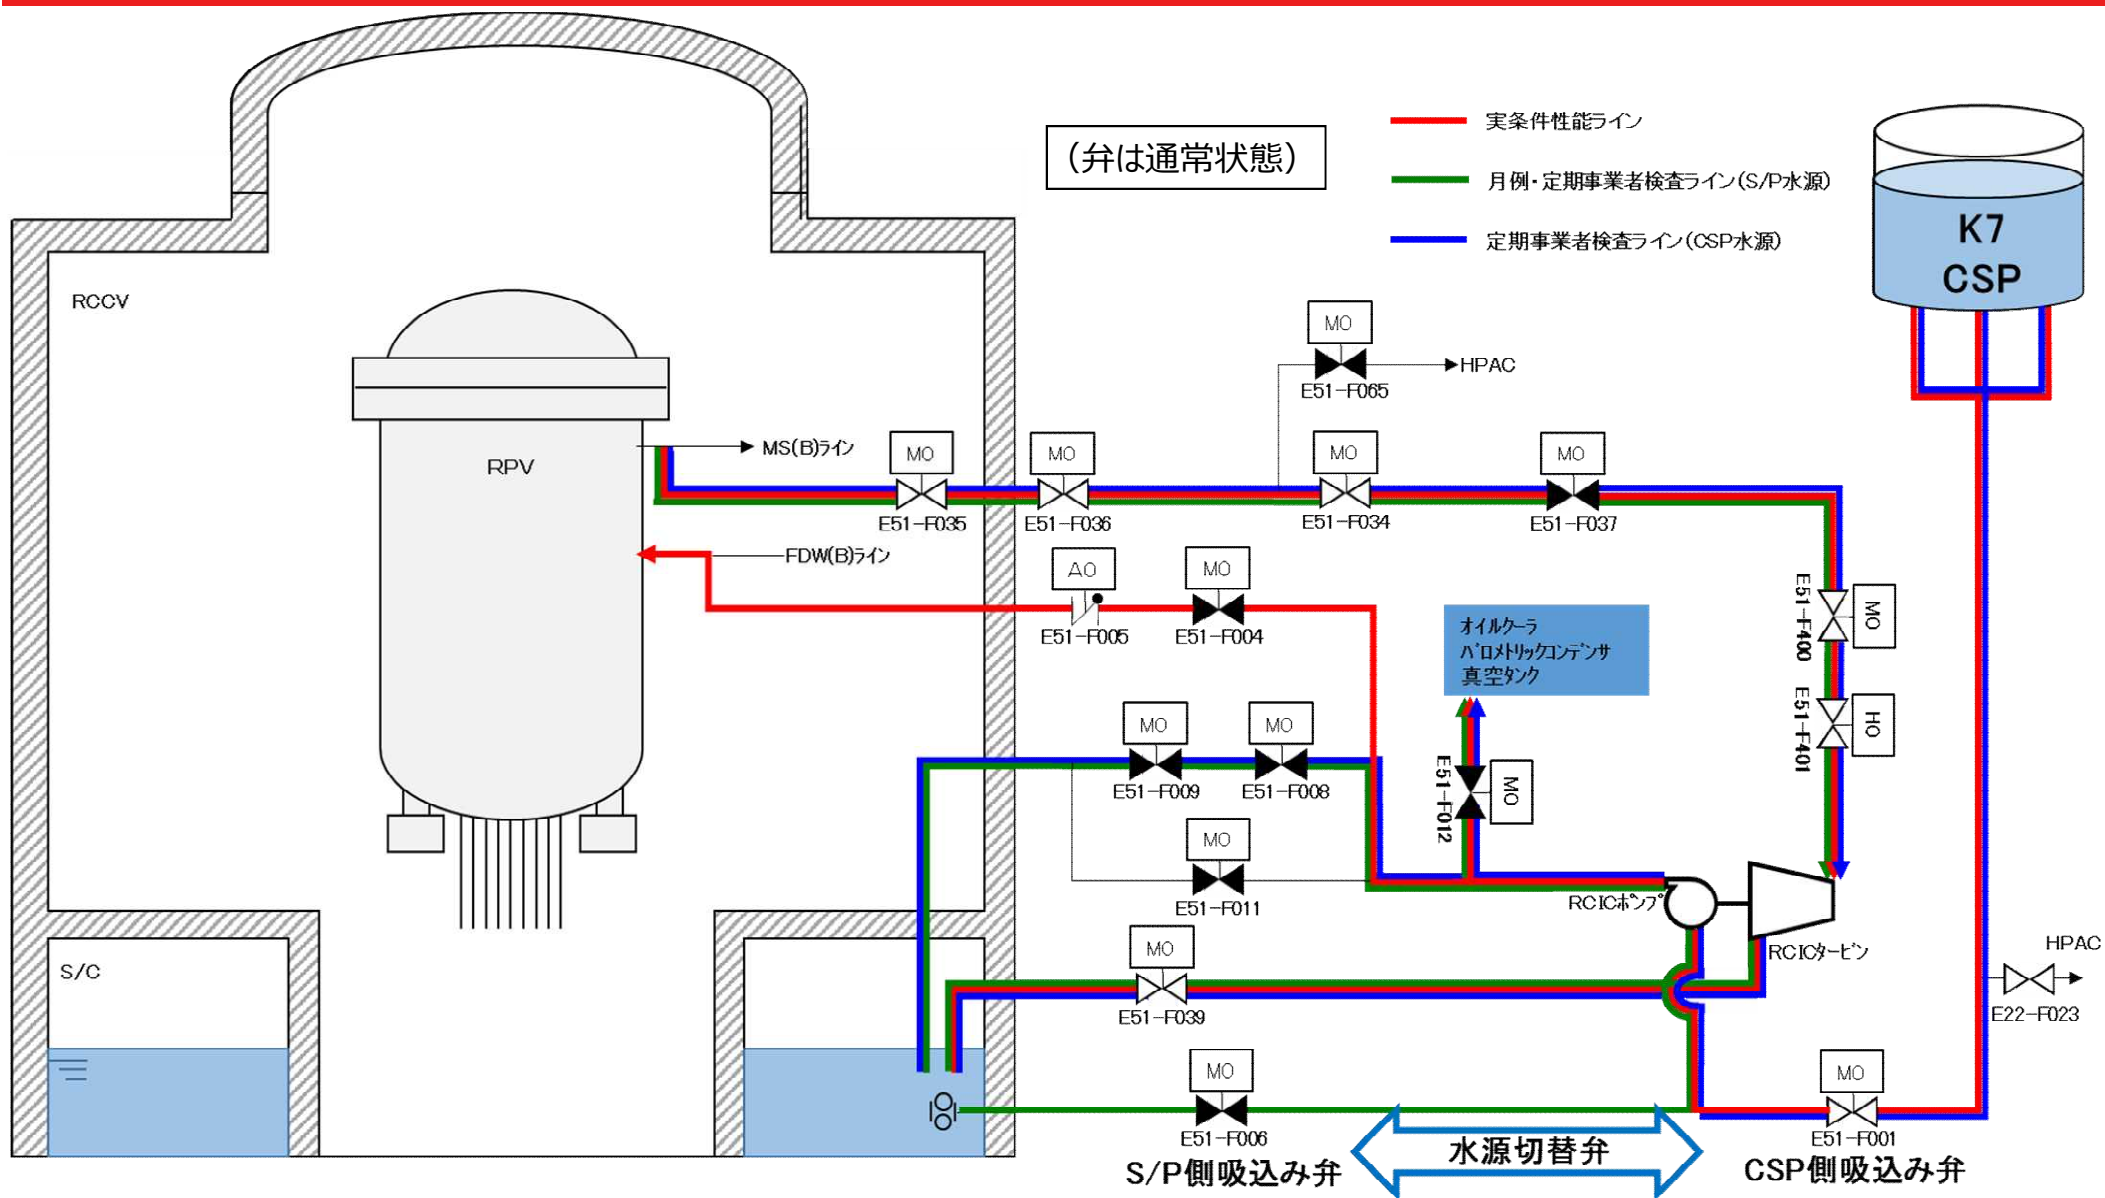 (弁は通常状態)
実条件性能ライン
月例・定期事業者検査ライン(S/P水源)
定期事業者検査ライン(CSP水源)
K7
CSP
RCCV
MO
HPAC
E51-F065
RPV
MS(B)ライン
MO
MO
MO
MO
E51-F035
E51-F036
E51-F034
E51-F037
FDW(B)ライン
AO
MO
E51-F005
E51-F004
E51-F400
MO
オイルクーラ
バロメトリックコンデンサ
真空タンク
MO
MO
E51-F009
E51-F008
E51-F012
MO
E51-F401
HO
MO
E51-F011
RCICポンプ
RCICタービン
MO
E51-F039
HPAC
E22-F023
S/C
MO
E51-F006
MO
E51-F001
S/P側吸込み弁
水源切替弁
CSP側吸込み弁